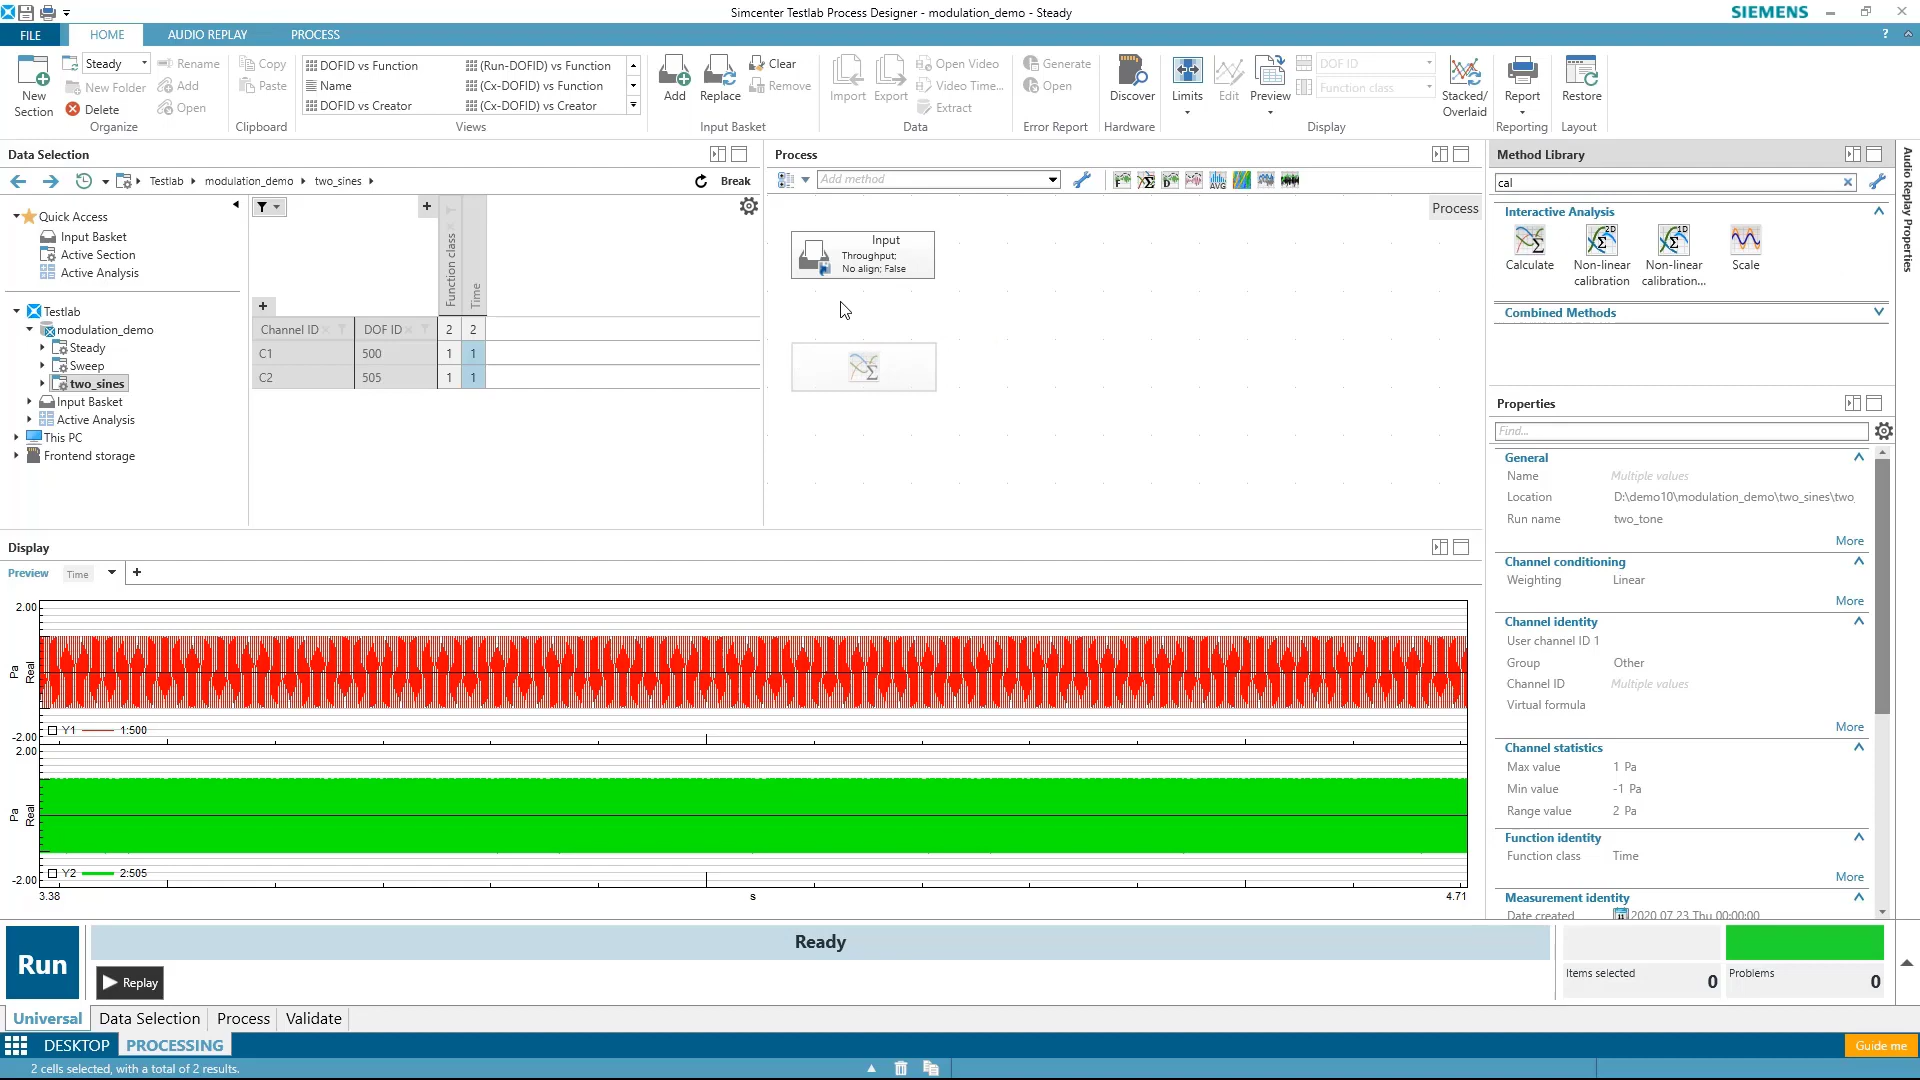 Simcenter Testlab Process Designer - modulation_demo - Steady
SIEMENS
FILE
HOME
AUDIO REPLAY
PROCESS
?
New Section
Steady
New Folder
Delete
Rename
Add
Open
Organize
Copy
Paste
Clipboard
DOFID vs Function
Name
DOFID vs Creator
(Run-DOFID) vs Function
(Cx-DOFID) vs Function
(Cx-DOFID) vs Creator
Views
Add
Replace
Clear
Remove
Input Basket
Import
Export
Open Video
Video Time...
Extract
Data
Generate
Open
Error Report
Discover
Hardware
Limits
Edit
Preview
DOF ID
Function class
Stacked/
Overlaid
Display
Report
Reporting
Restore
Layout
Data Selection
Testlab
modulation_demo
two_sines
Break
Quick Access
Input Basket
Active Section
Active Analysis
Testlab
modulation_demo
Steady
Sweep
two_sines
Input Basket
Active Analysis
This PC
Frontend storage
+
+
Function class
Time
Channel ID
DOF ID
2
2
C1
500
1
1
C2
505
1
1
Process
Add method
Process
Input
Throughput;
No align; False
Method Library
cal
Interactive Analysis
Calculate
Non-linear
calibration
Non-linear
calibration...
Scale
Combined Methods
Audio Replay Properties
Properties
Find...
General
Name Multiple values
Location D:\demo10\modulation_demo\two_sines\two_
Run name two_tone
More
Channel conditioning
Weighting Linear
More
Channel identity
User channel ID 1
Group Other
Channel ID Multiple values
Virtual formula
More
Channel statistics
Max value 1 Pa
Min value -1 Pa
Range value 2 Pa
Function identity
Function class Time
More
Measurement identity
Date created 2020 07 23 Thu 00:00:00
Display
Preview
Time
+
2.00
Pa
Real
-2.00
Y1 1:500
2.00
Pa
Real
-2.00
Y2 2:505
3.38
s
4.71
Run
Ready
Replay
Items selected
0
Problems
0
Universal
Data Selection
Process
Validate
DESKTOP
PROCESSING
Guide me
2 cells selected, with a total of 2 results.